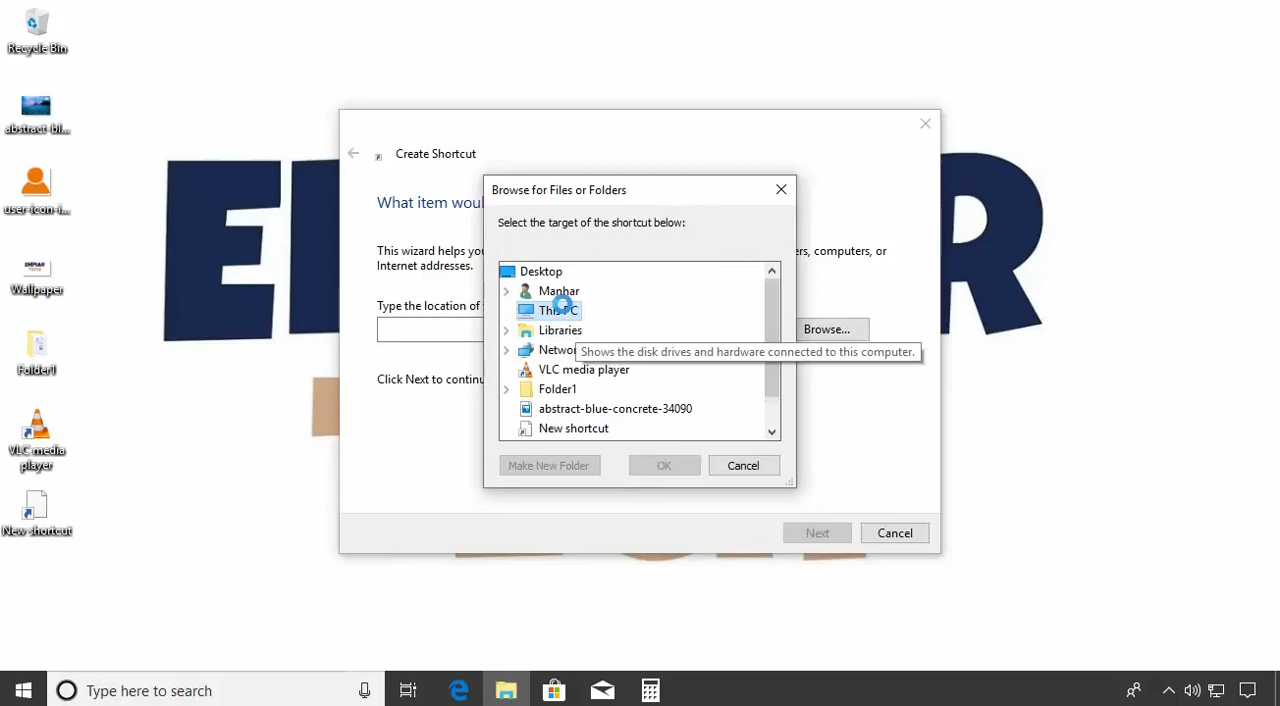 Recycle Bin
abstract-bl...
user-icon-i...
Wallpaper
Folder1
VLC media
player
New shortcut
Create Shortcut
What item woul
This wizard helps you
ers, computers, or
Internet addresses.
Type the location of
Browse...
Click Next to continu
Next
Cancel
Browse for Files or Folders
Select the target of the shortcut below:
Desktop
Manhar
This PC
Libraries
Networ
Shows the disk drives and hardware connected to this computer.
VLC media player
Folder1
abstract-blue-concrete-34090
New shortcut
Make New Folder
OK
Cancel
Type here to search